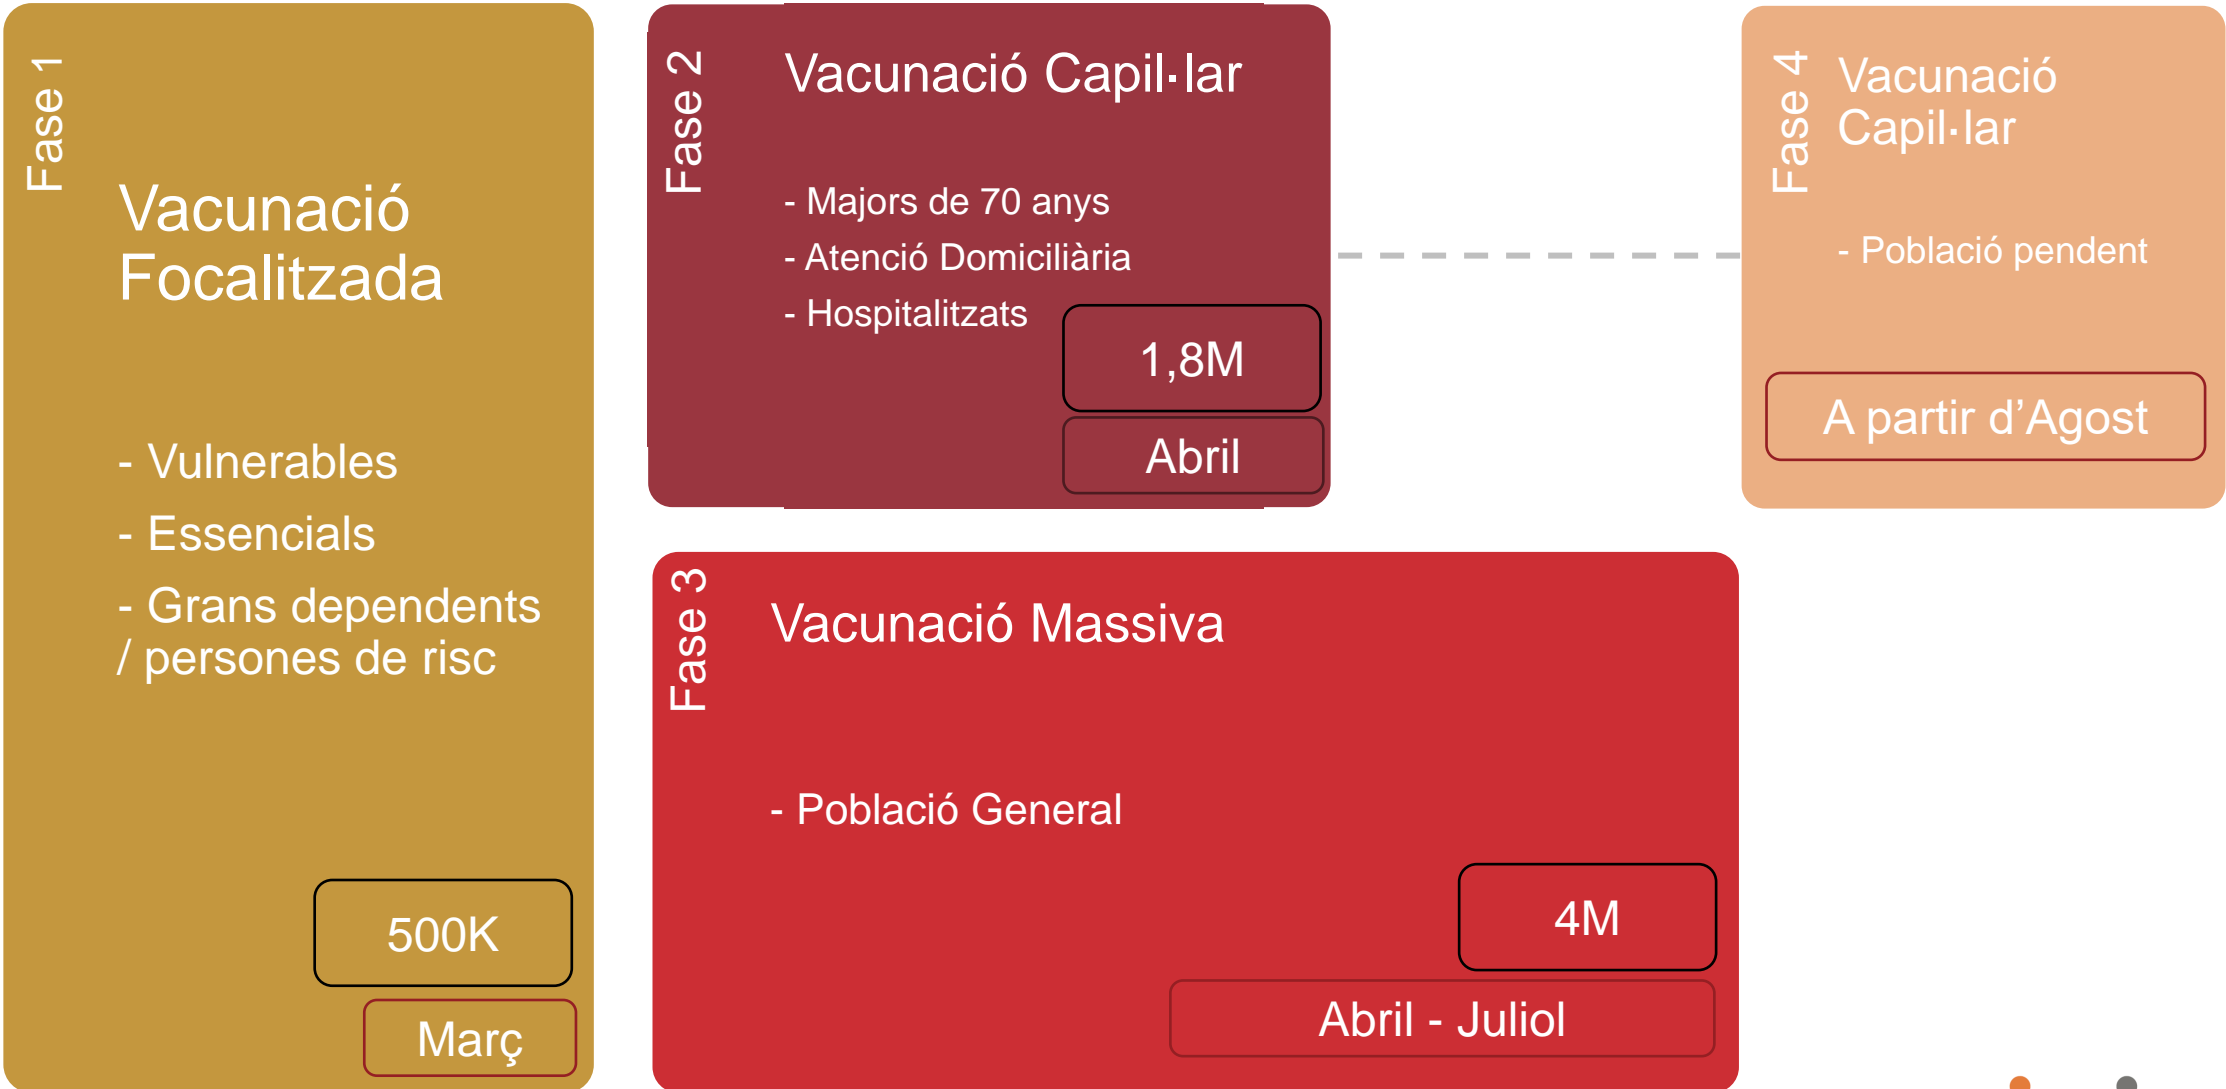 Fase 1
Vacunació
Focalitzada
- Vulnerables
- Essencials
- Grans dependents
/ persones de risc
500K
Març
Fase 2
Vacunació Capil·lar
- Majors de 70 anys
- Atenció Domiciliària
- Hospitalitzats
1,8M
Abril
Fase 3
Vacunació Massiva
- Població General
4M
Abril - Juliol
Fase 4
Vacunació
Capil·lar
- Població pendent
A partir d’Agost